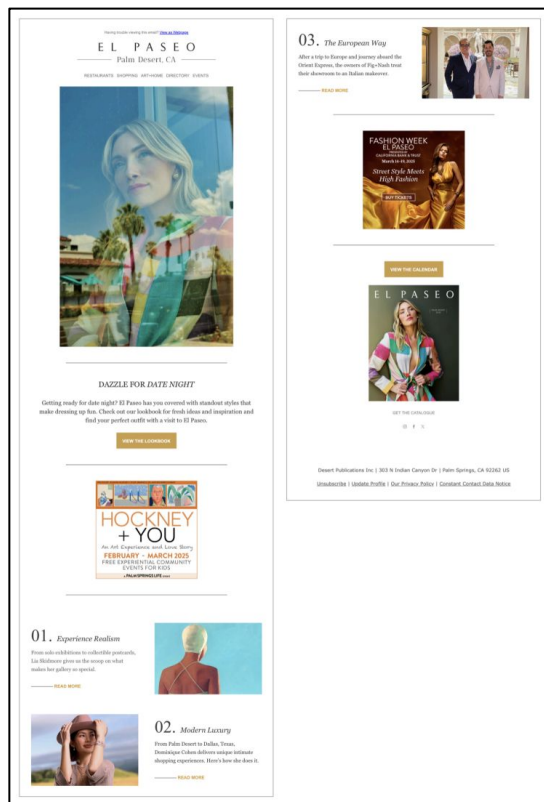 Having trouble viewing this email? View as Webpage
EL PASEO
Palm Desert, CA
RESTAURANTS SHOPPING ART+HOME DIRECTORY EVENTS
DAZZLE FOR DATE NIGHT
Getting ready for date night? El Paseo has you covered with standout styles that
make dressing up fun. Check out our lookbook for fresh ideas and inspiration and
find your perfect outfit with a visit to El Paseo.
VIEW THE LOOKBOOK
HOCKNEY
+ YOU
An Art Experience and Love Story
FEBRUARY - MARCH 2025
FREE EXPERIENTIAL COMMUNITY
EVENTS FOR KIDS
A PALM SPRINGS LIFE EVENT
01. Experience Realism
From solo exhibitions to collectible postcards,
gives us the scoop on what
makes her gallery so special.
READ MORE
02. Modern Luxury
From Palm Desert to Dallas, Texas,
Dominique Cohen delivers unique intimate
shopping experiences. Here's how she does it.
READ MORE
03. The European Way
After a trip to Europe and journey aboard the
Orient Express, the owners of Fig+Nash treat
their showroom to an Italian makeover.
READ MORE
FASHION WEEK
EL PASEO
PRESENTED BY
CALIFORNIA BANK & TRUST
March 2025
Street Style Meets
High Fashion
BUY TICKETS
VIEW THE CALENDAR
EL PASEO
GET THE CATALOGUE
Desert Publications Inc | 303 N Indian Canyon Dr | Palm Springs, CA 92262 US
Unsubscribe | Update Profile | Our Privacy Policy | Constant Contact Data Notice